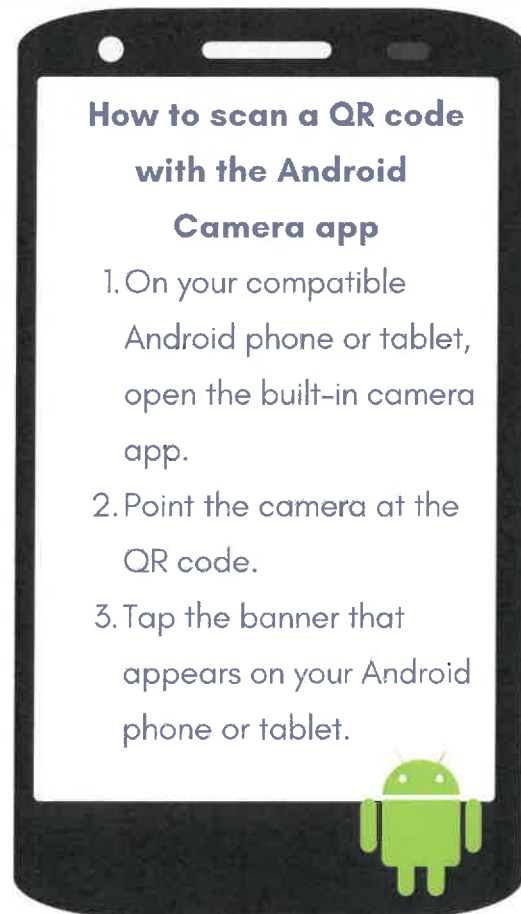 How to scan a QR code
with the Android
Camera app
1. On your compatible
Android phone or tablet,
open the built-in camera
app.
2. Point the camera at the
QR code.
3. Tap the banner that
appears on your Android
phone or tablet.